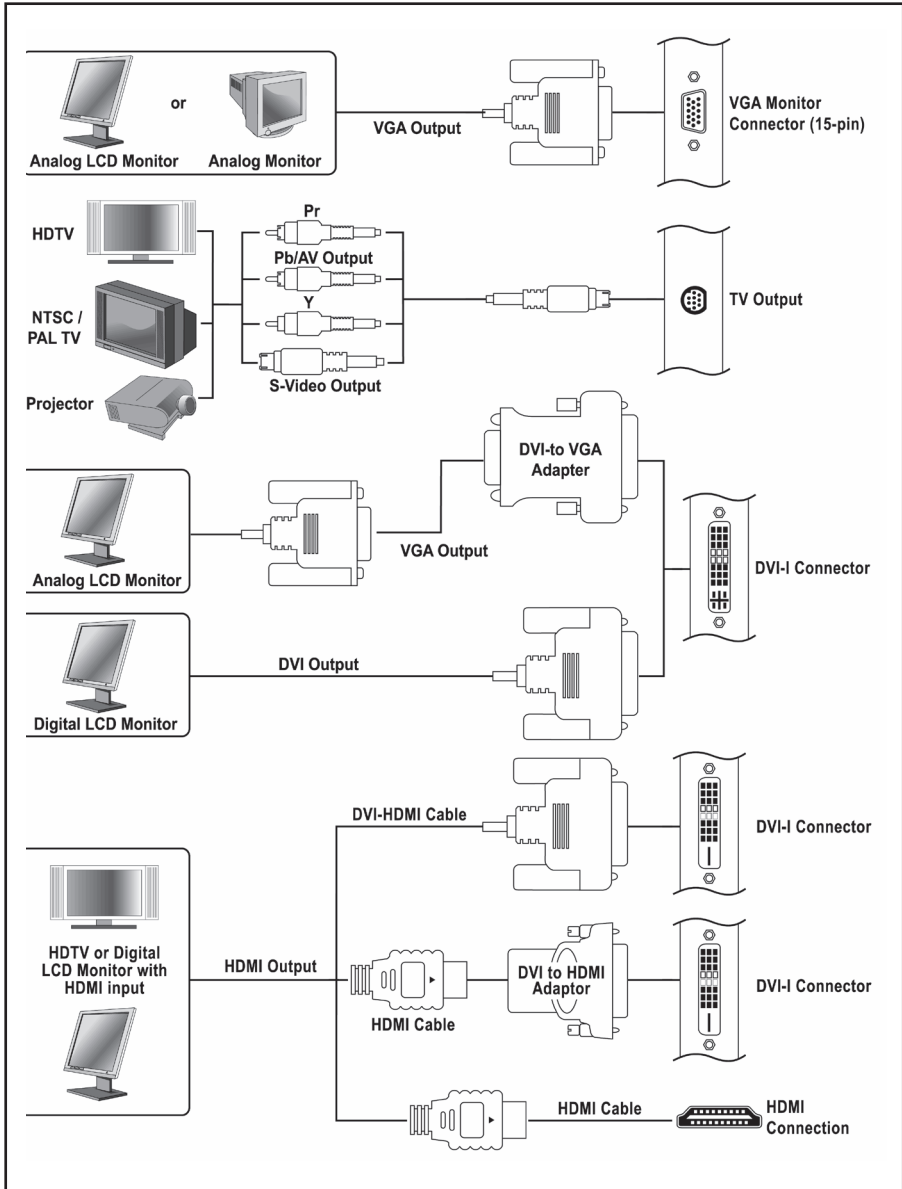 or
Analog LCD Monitor
Analog Monitor
VGA Output
VGA Monitor
Connector (15-pin)
HDTV
NTSC /
PAL TV
Projector
Pr
Pb/AV Output
Y
S-Video Output
TV Output
Analog LCD Monitor
VGA Output
DVI-to VGA
Adapter
DVI-I Connector
Digital LCD Monitor
DVI Output
HDTV or Digital
LCD Monitor with
HDMI input
HDMI Output
DVI-HDMI Cable
DVI-I Connector
HDMI Cable
DVI to HDMI
Adaptor
DVI-I Connector
HDMI Cable
HDMI
Connection